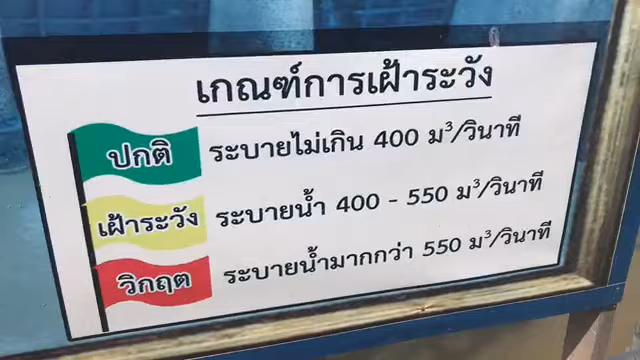 เกณฑ์การเฝ้าระวัง
ปกติ ระบายไม่เกิน 400 ม³/วินาที
เฝ้าระวัง ระบายน้ำ 400 - 550 ม³/วินาที
วิกฤต ระบายน้ำมากกว่า 550 ม³/วินาที